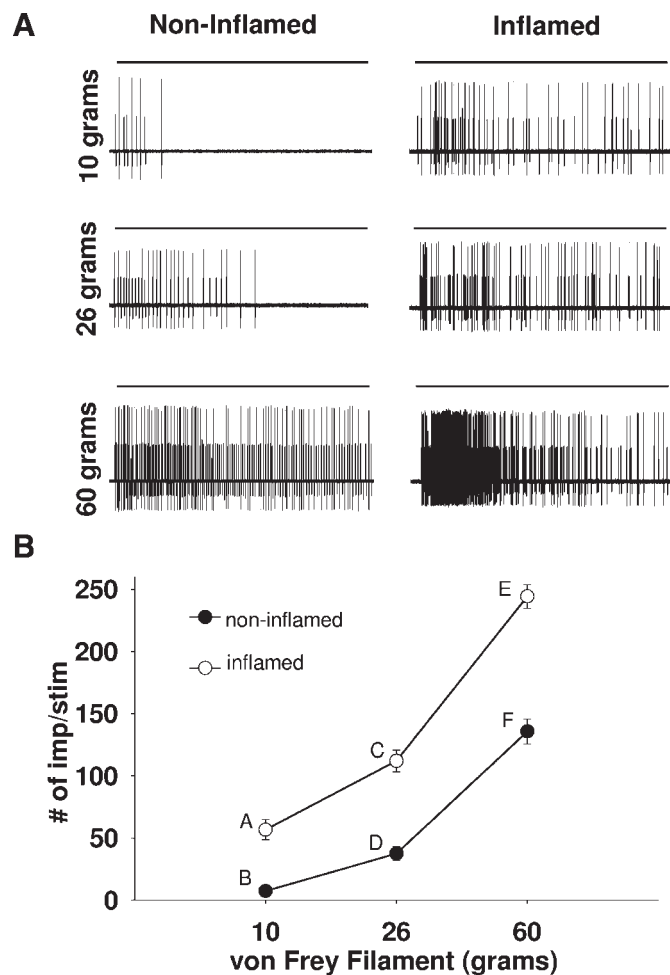 A
Non-Inflamed
Inflamed
10 grams
26 grams
60 grams
B
250
200
150
100
50
0
# of imp/stim
non-inflamed
inflamed
A
B
C
D
E
F
10
26
60
von Frey Filament (grams)